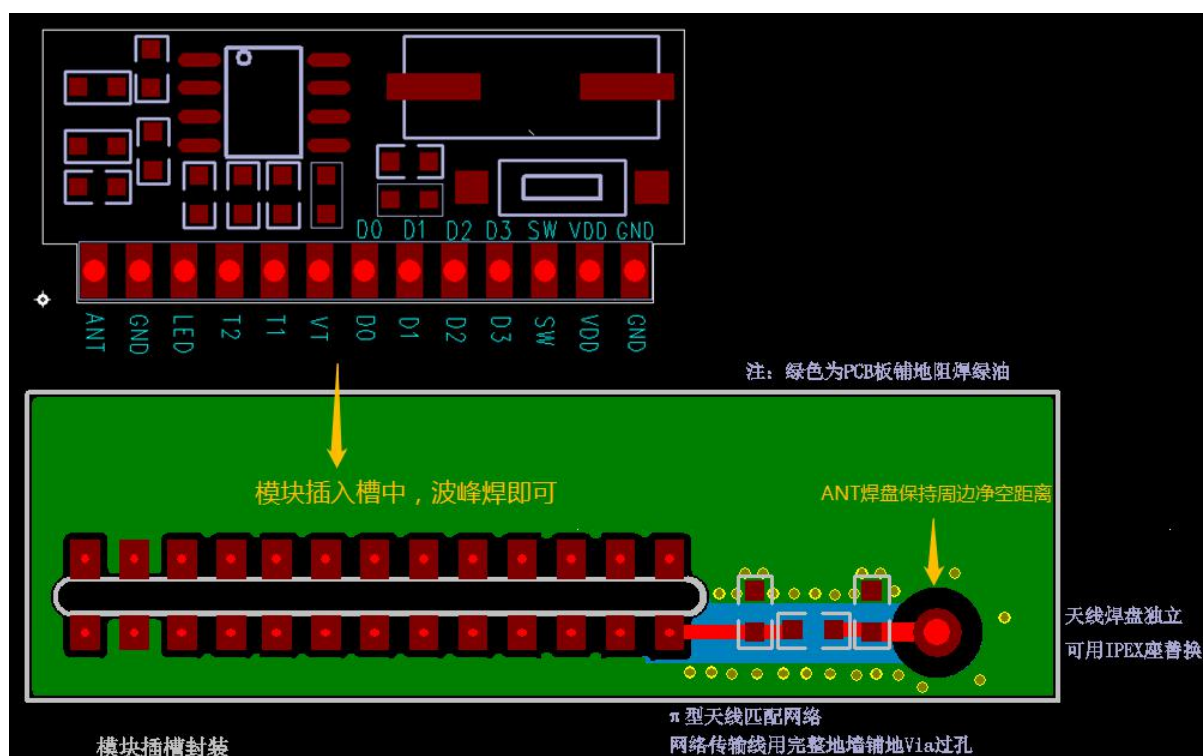 D0 D1 D2 D3 SW VDD GND
ANT GND LED T2 T1 VT D0 D1 D2 D3 SW VDD GND
注：绿色为PCB板铺地阻焊绿油
模块插入槽中，波峰焊即可
ANT焊盘保持周边净空距离
天线焊盘独立
可用IPEX座替换
π型天线匹配网络
网络传输线用完整地墙铺地Via过孔
模块插槽封装